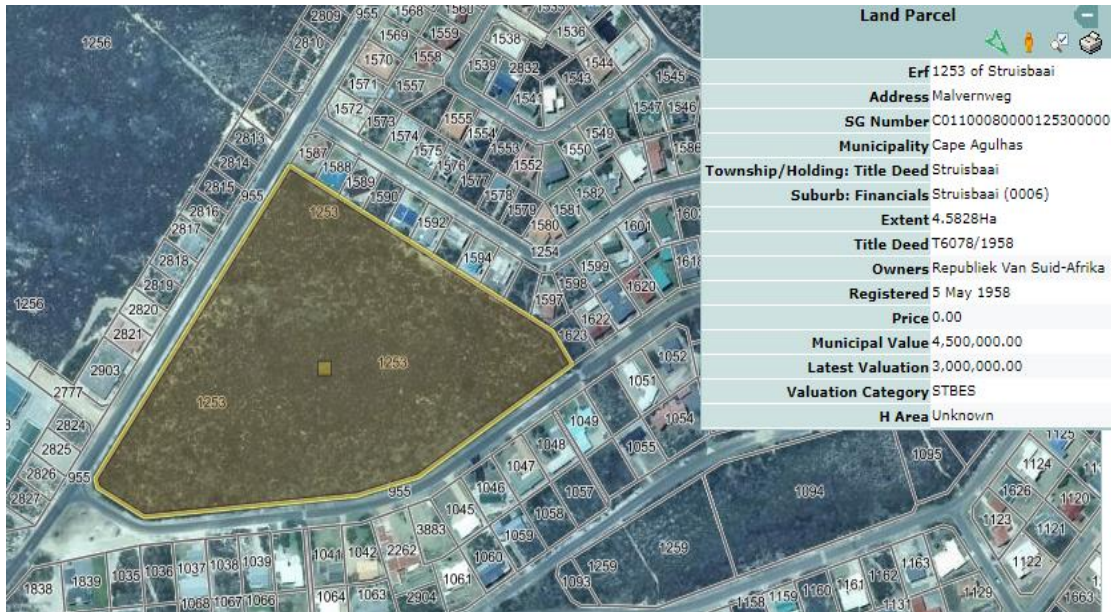 Land Parcel
Erf 1253 of Struisbaai
Address Malvernweg
SG Number C01100080000125300000
Municipality Cape Agulhas
Township/Holding: Title Deed Struisbaai
Suburb: Financials Struisbaai (0006)
Extent 4.5828Ha
Title Deed T6078/1958
Owners Republiek Van Suid-Afrika
Registered 5 May 1958
Price 0.00
Municipal Value 4,500,000.00
Latest Valuation 3,000,000.00
Valuation Category STBES
H Area Unknown
2809 955 1568 1560
1256 2810 1569 1559 1538 1536
1570 1558 1539 2832 1544
1571 1557 1541 1543 1545
1572 1573 1555 1547 1546
2813 1574 1554 1549
2814 1587 1575 1553 1550 1586
2815 955 1588 1576 1552
2816 1589 1577 1582
2817 1253 1590 1578 1581
1592 1579 1580 1601
2818 1594 1254 1599 1618
2819 1598 1620
1256 2820 1597 1622
2821 1623
2903 1253 1052
2777 1253 1051
2824 1049 1054
2825 1048 1055
2826 955 1047 1095 1125
2827 955 1046 1057 1094 1124
3883 1045 1058 1626 1120
1838 1839 1035 1036 1037 1038 1039 1041 1042 2262 1059 1259 1123 1121
1060 1259 1163 1122
1068 1067 1066 1064 1063 2904 1061 1093 1158 1159 1160 1161 1162 1131 1129 1663